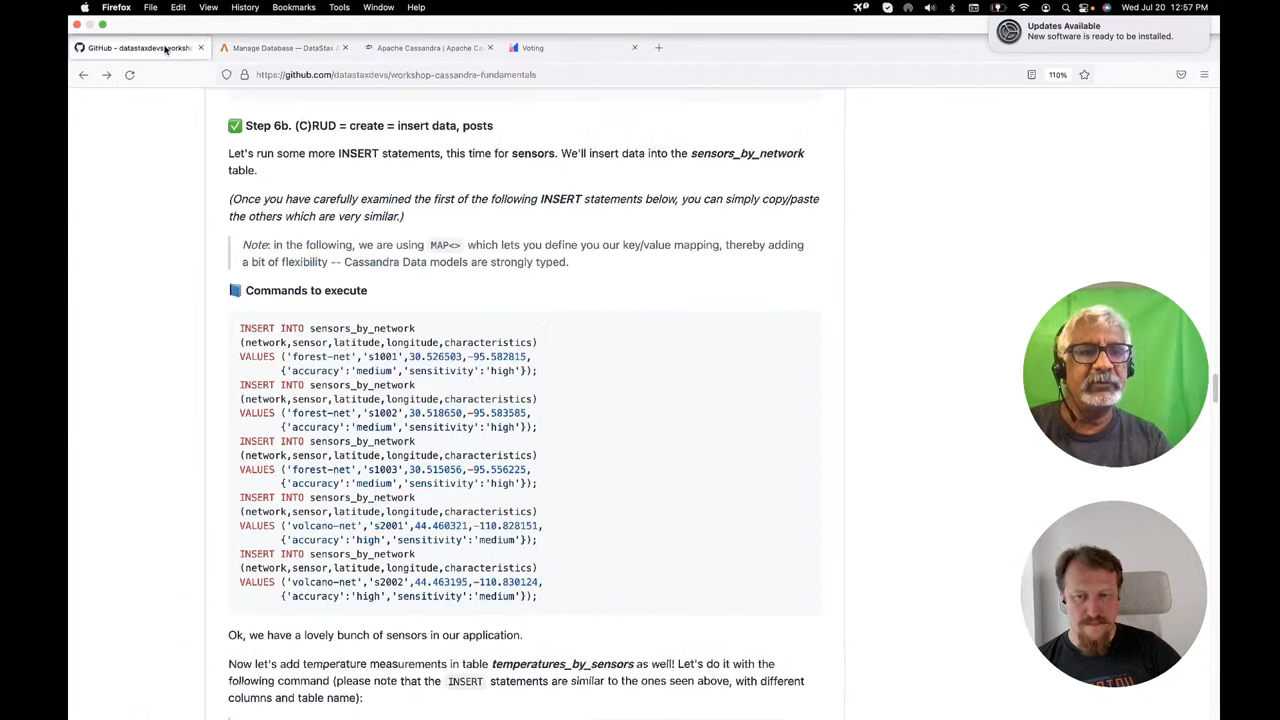 Firefox File Edit View History Bookmarks Tools Window Help
Wed Jul 20 12:57 PM
Updates Available
New software is ready to be installed.
GitHub - datastaxdevs/worksh
Manage Database — DataStax
Apache Cassandra | Apache Ca
Voting
https://github.com/datastaxdevs/workshop-cassandra-fundamentals
110%
Step 6b. (C)RUD = create = insert data, posts
Let's run some more INSERT statements, this time for sensors. We'll insert data into the sensors_by_network
table.
(Once you have carefully examined the first of the following INSERT statements below, you can simply copy/paste
the others which are very similar.)
Note: in the following, we are using MAP<> which lets you define you our key/value mapping, thereby adding
a bit of flexibility -- Cassandra Data models are strongly typed.
Commands to execute
INSERT INTO sensors_by_network
(network,sensor,latitude,longitude,characteristics)
VALUES ('forest-net','s1001',30.526503,-95.582815,
{'accuracy':'medium','sensitivity':'high'});
INSERT INTO sensors_by_network
(network,sensor,latitude,longitude,characteristics)
VALUES ('forest-net','s1002',30.518650,-95.583585,
{'accuracy':'medium','sensitivity':'high'});
INSERT INTO sensors_by_network
(network,sensor,latitude,longitude,characteristics)
VALUES ('forest-net','s1003',30.515056,-95.556225,
{'accuracy':'medium','sensitivity':'high'});
INSERT INTO sensors_by_network
(network,sensor,latitude,longitude,characteristics)
VALUES ('volcano-net','s2001',44.460321,-110.828151,
{'accuracy':'high','sensitivity':'medium'});
INSERT INTO sensors_by_network
(network,sensor,latitude,longitude,characteristics)
VALUES ('volcano-net','s2002',44.463195,-110.830124,
{'accuracy':'high','sensitivity':'medium'});
Ok, we have a lovely bunch of sensors in our application.
Now let's add temperature measurements in table temperatures_by_sensors as well! Let's do it with the
following command (please note that the INSERT statements are similar to the ones seen above, with different
columns and table name):